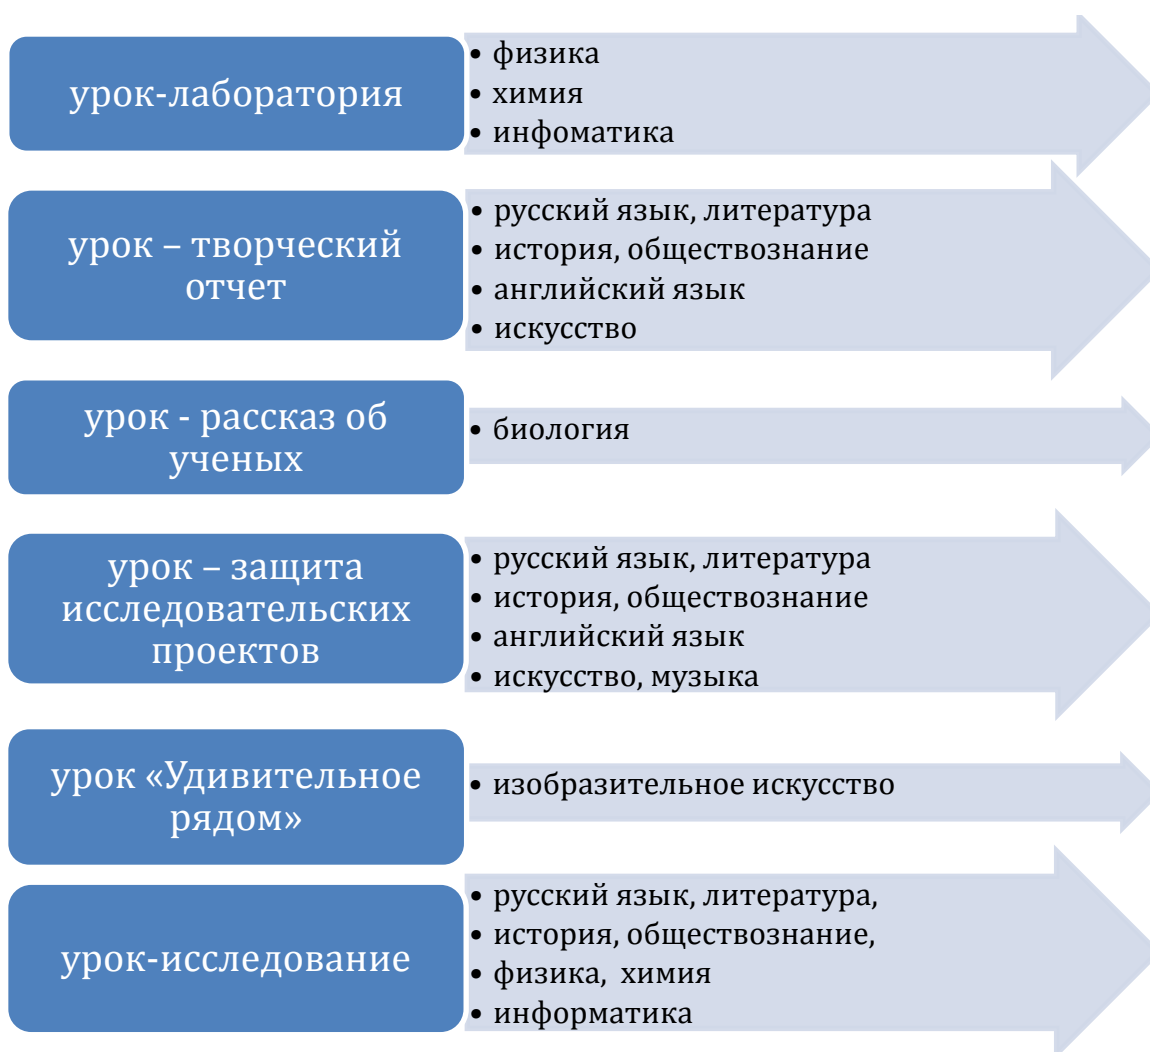 урок-лаборатория
• физика
• химия
• инфоматика
урок – творческий
отчет
• русский язык, литература
• история, обществознание
• английский язык
• искусство
урок - рассказ об
ученых
• биология
урок – защита
исследовательских
проектов
• русский язык, литература
• история, обществознание
• английский язык
• искусство, музыка
урок «Удивительное
рядом»
• изобразительное искусство
урок-исследование
• русский язык, литература,
• история, обществознание,
• физика, химия
• информатика